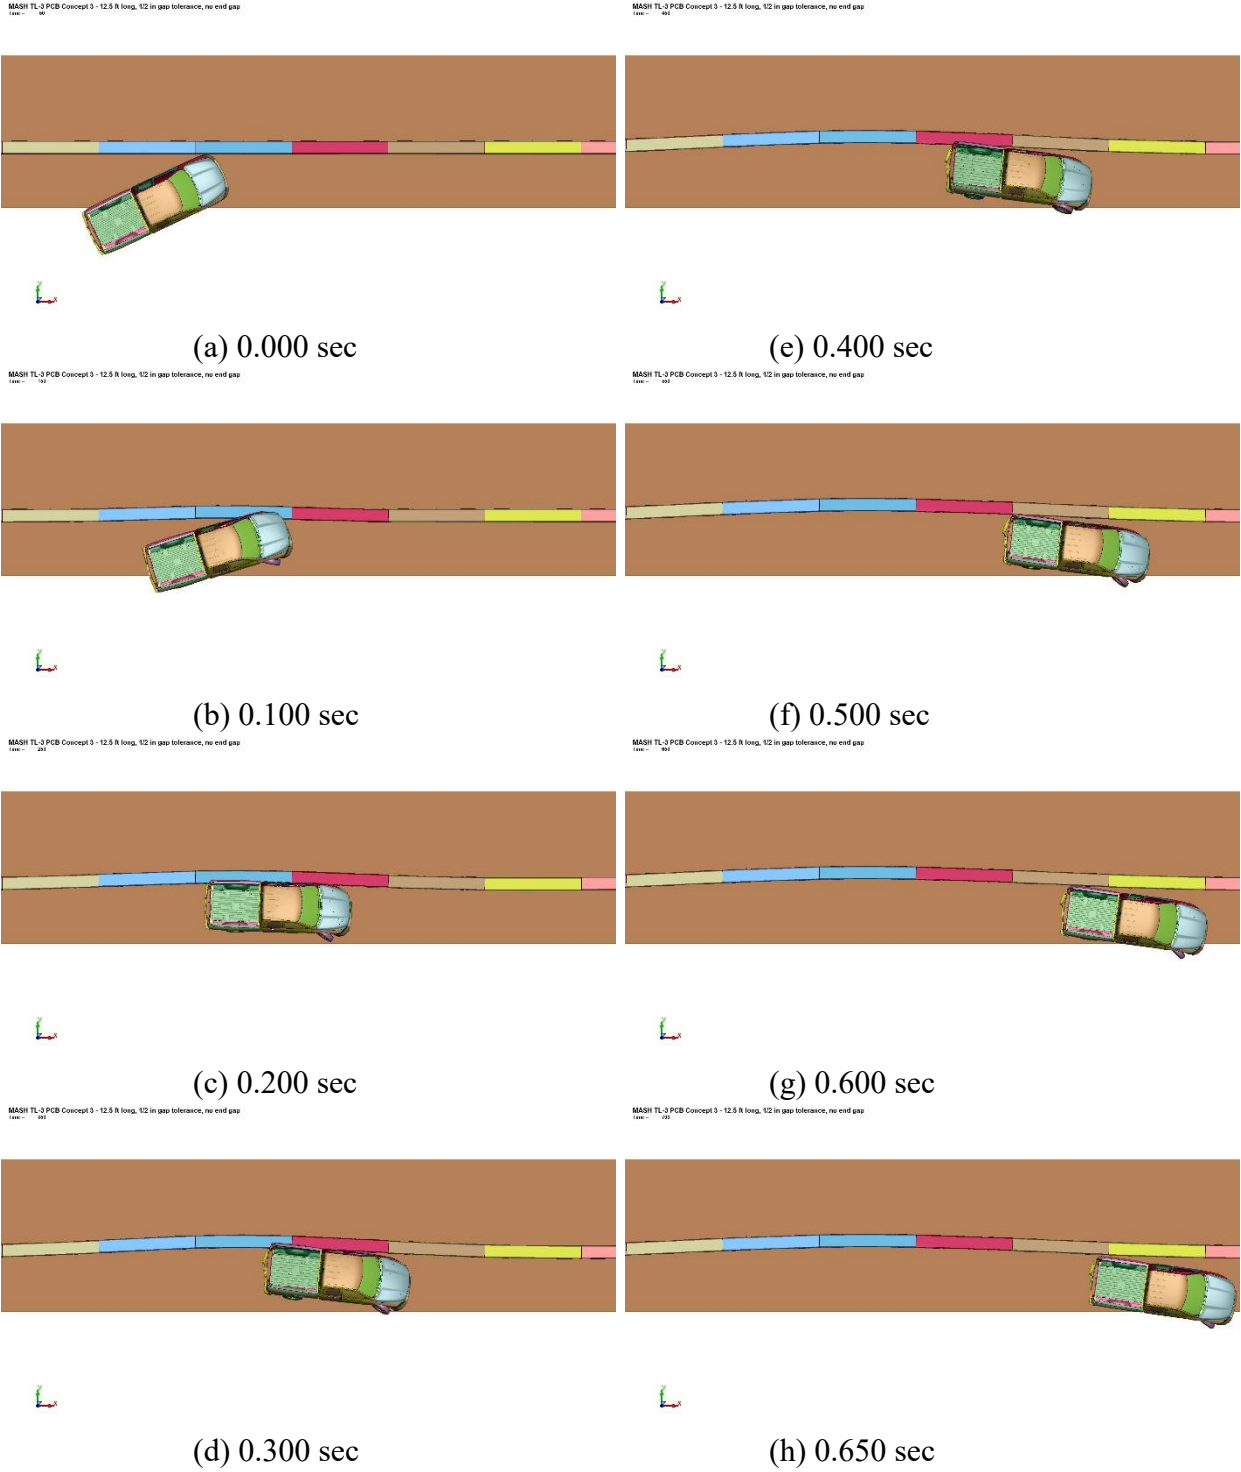 MASH TL-3 PCB Concept 3 - 12.5 ft long, 1/2 in gap tolerance, no end gap
Time =
(a) 0.000 sec
MASH TL-3 PCB Concept 3 - 12.5 ft long, 1/2 in gap tolerance, no end gap
Time =
(b) 0.100 sec
MASH TL-3 PCB Concept 3 - 12.5 ft long, 1/2 in gap tolerance, no end gap
Time =
(c) 0.200 sec
MASH TL-3 PCB Concept 3 - 12.5 ft long, 1/2 in gap tolerance, no end gap
Time =
(d) 0.300 sec
MASH TL-3 PCB Concept 3 - 12.5 ft long, 1/2 in gap tolerance, no end gap
Time =
(e) 0.400 sec
MASH TL-3 PCB Concept 3 - 12.5 ft long, 1/2 in gap tolerance, no end gap
Time =
(f) 0.500 sec
MASH TL-3 PCB Concept 3 - 12.5 ft long, 1/2 in gap tolerance, no end gap
Time =
(g) 0.600 sec
MASH TL-3 PCB Concept 3 - 12.5 ft long, 1/2 in gap tolerance, no end gap
Time =
(h) 0.650 sec